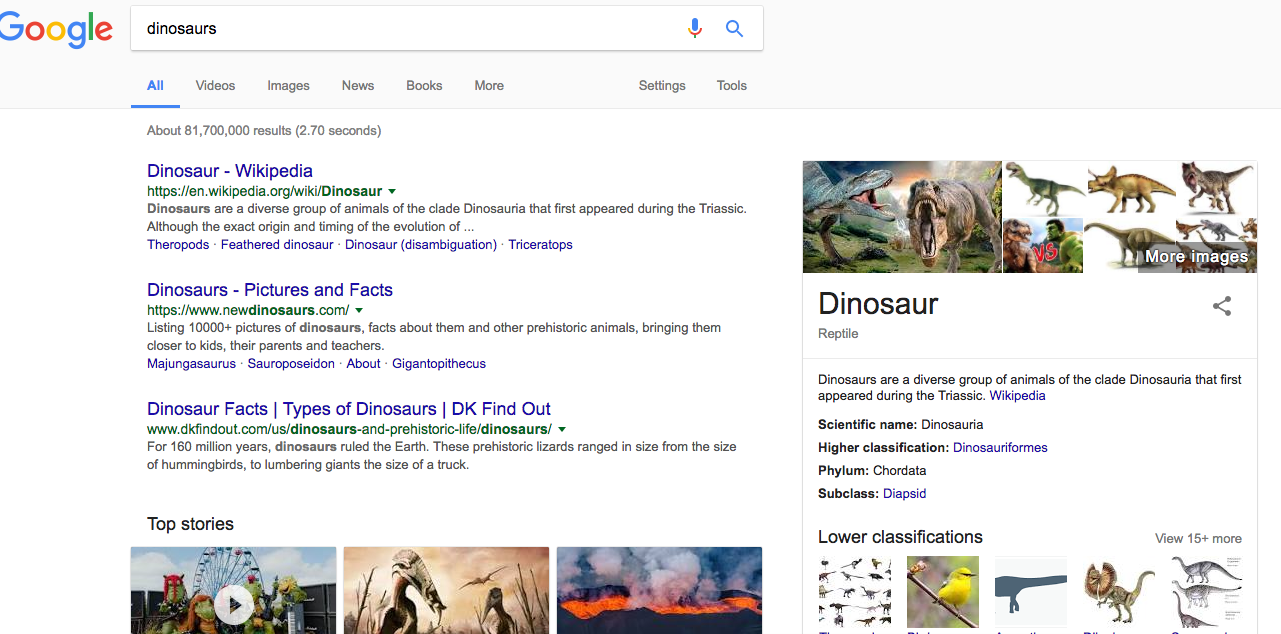 Google
dinosaurs
All Videos Images News Books More Settings Tools
About 81,700,000 results (2.70 seconds)
Dinosaur - Wikipedia
https://en.wikipedia.org/wiki/Dinosaur
Dinosaurs are a diverse group of animals of the clade Dinosauria that first appeared during the Triassic.
Although the exact origin and timing of the evolution of ...
Theropods · Feathered dinosaur · Dinosaur (disambiguation) · Triceratops
Dinosaurs - Pictures and Facts
https://www.newdinosaurs.com/
Listing 10000+ pictures of dinosaurs, facts about them and other prehistoric animals, bringing them
closer to kids, their parents and teachers.
Majungasaurus · Sauroposeidon · About · Gigantopithecus
Dinosaur Facts | Types of Dinosaurs | DK Find Out
www.dkfindout.com/us/dinosaurs-and-prehistoric-life/dinosaurs/
For 160 million years, dinosaurs ruled the Earth. These prehistoric lizards ranged in size from the size
of hummingbirds, to lumbering giants the size of a truck.
Top stories
VS
More images
Dinosaur
Reptile
Dinosaurs are a diverse group of animals of the clade Dinosauria that first
appeared during the Triassic. Wikipedia
Scientific name: Dinosauria
Higher classification: Dinosauriformes
Phylum: Chordata
Subclass: Diapsid
Lower classifications View 15+ more